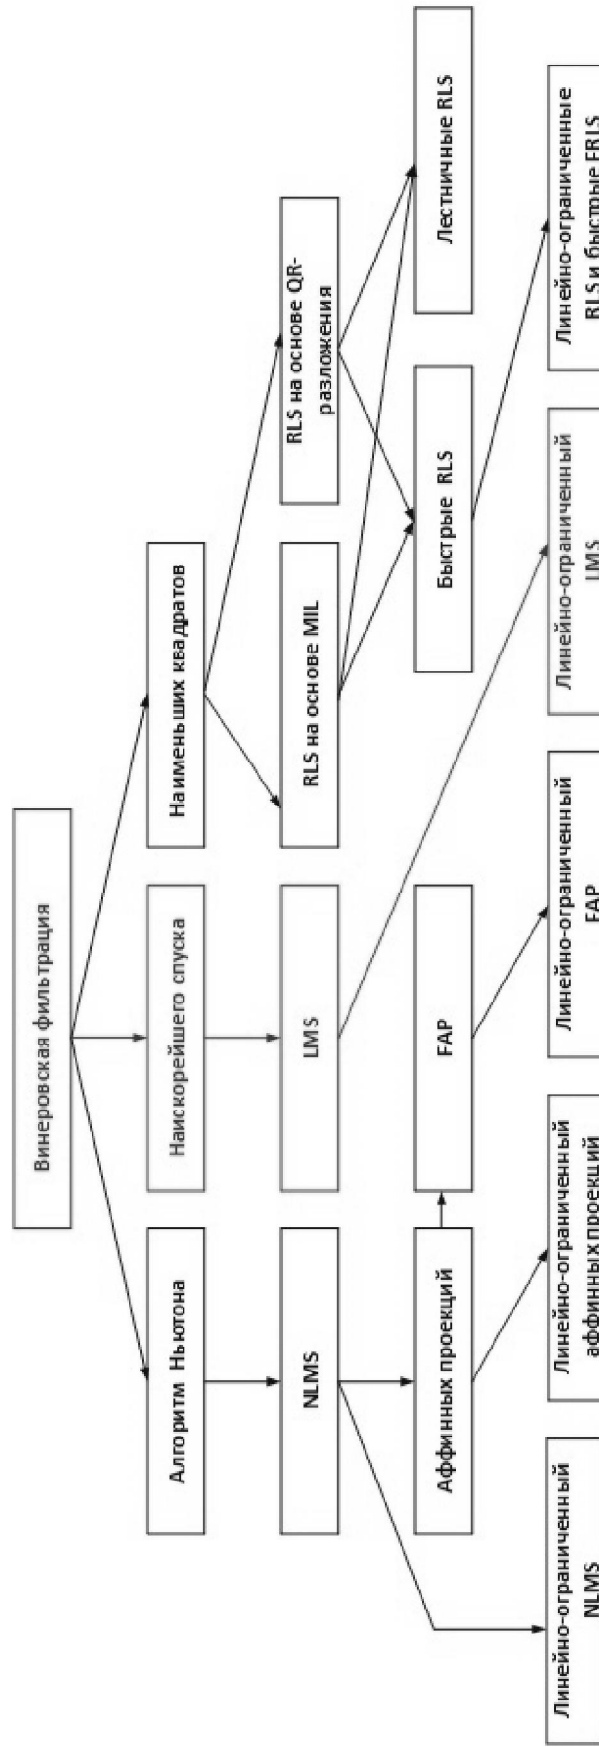 Винеровская фильтрация
Алгоритм Ньютона
Наискорейшего спуска
Наименьших квадратов
NLMS
LMS
RLS на основе MIL
RLS на основе QR-
разложения
Аффинных проекций
FAP
Быстрые RLS
Лестничные RLS
Линейно-ограниченный
NLMS
Линейно-ограниченный
аффинных проекций
Линейно-ограниченный
FAP
Линейно-ограниченный
LMS
Линейно-ограниченные
RLS и быстрые FRLS